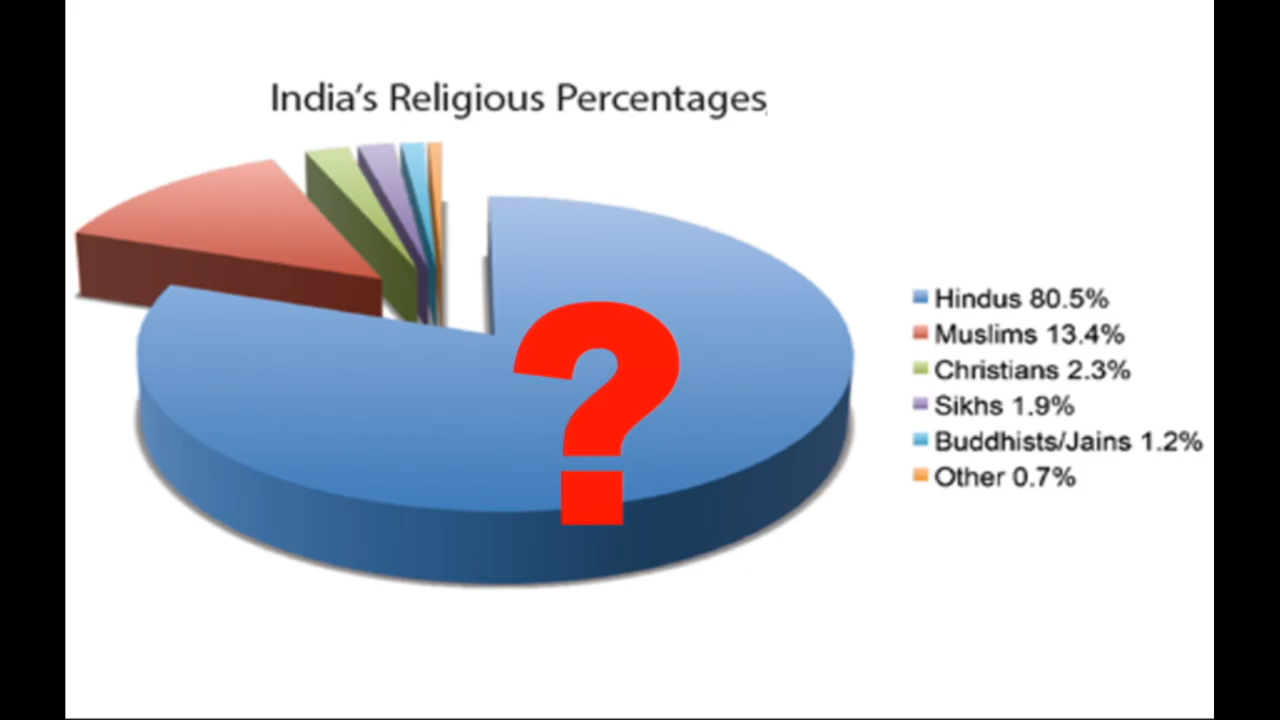 India's Religious Percentages
?
Hindus 80.5%
Muslims 13.4%
Christians 2.3%
Sikhs 1.9%
Buddhists/Jains 1.2%
Other 0.7%